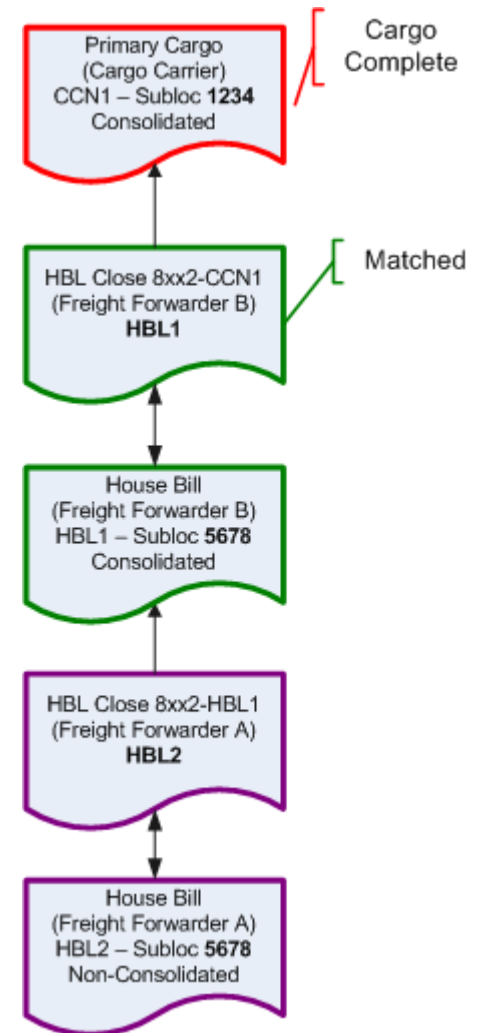 Primary Cargo
(Cargo Carrier)
CCN1 – Subloc 1234
Consolidated
Cargo
Complete
HBL Close 8xx2-CCN1
(Freight Forwarder B)
HBL1
Matched
House Bill
(Freight Forwarder B)
HBL1 – Subloc 5678
Consolidated
HBL Close 8xx2-HBL1
(Freight Forwarder A)
HBL2
House Bill
(Freight Forwarder A)
HBL2 – Subloc 5678
Non-Consolidated